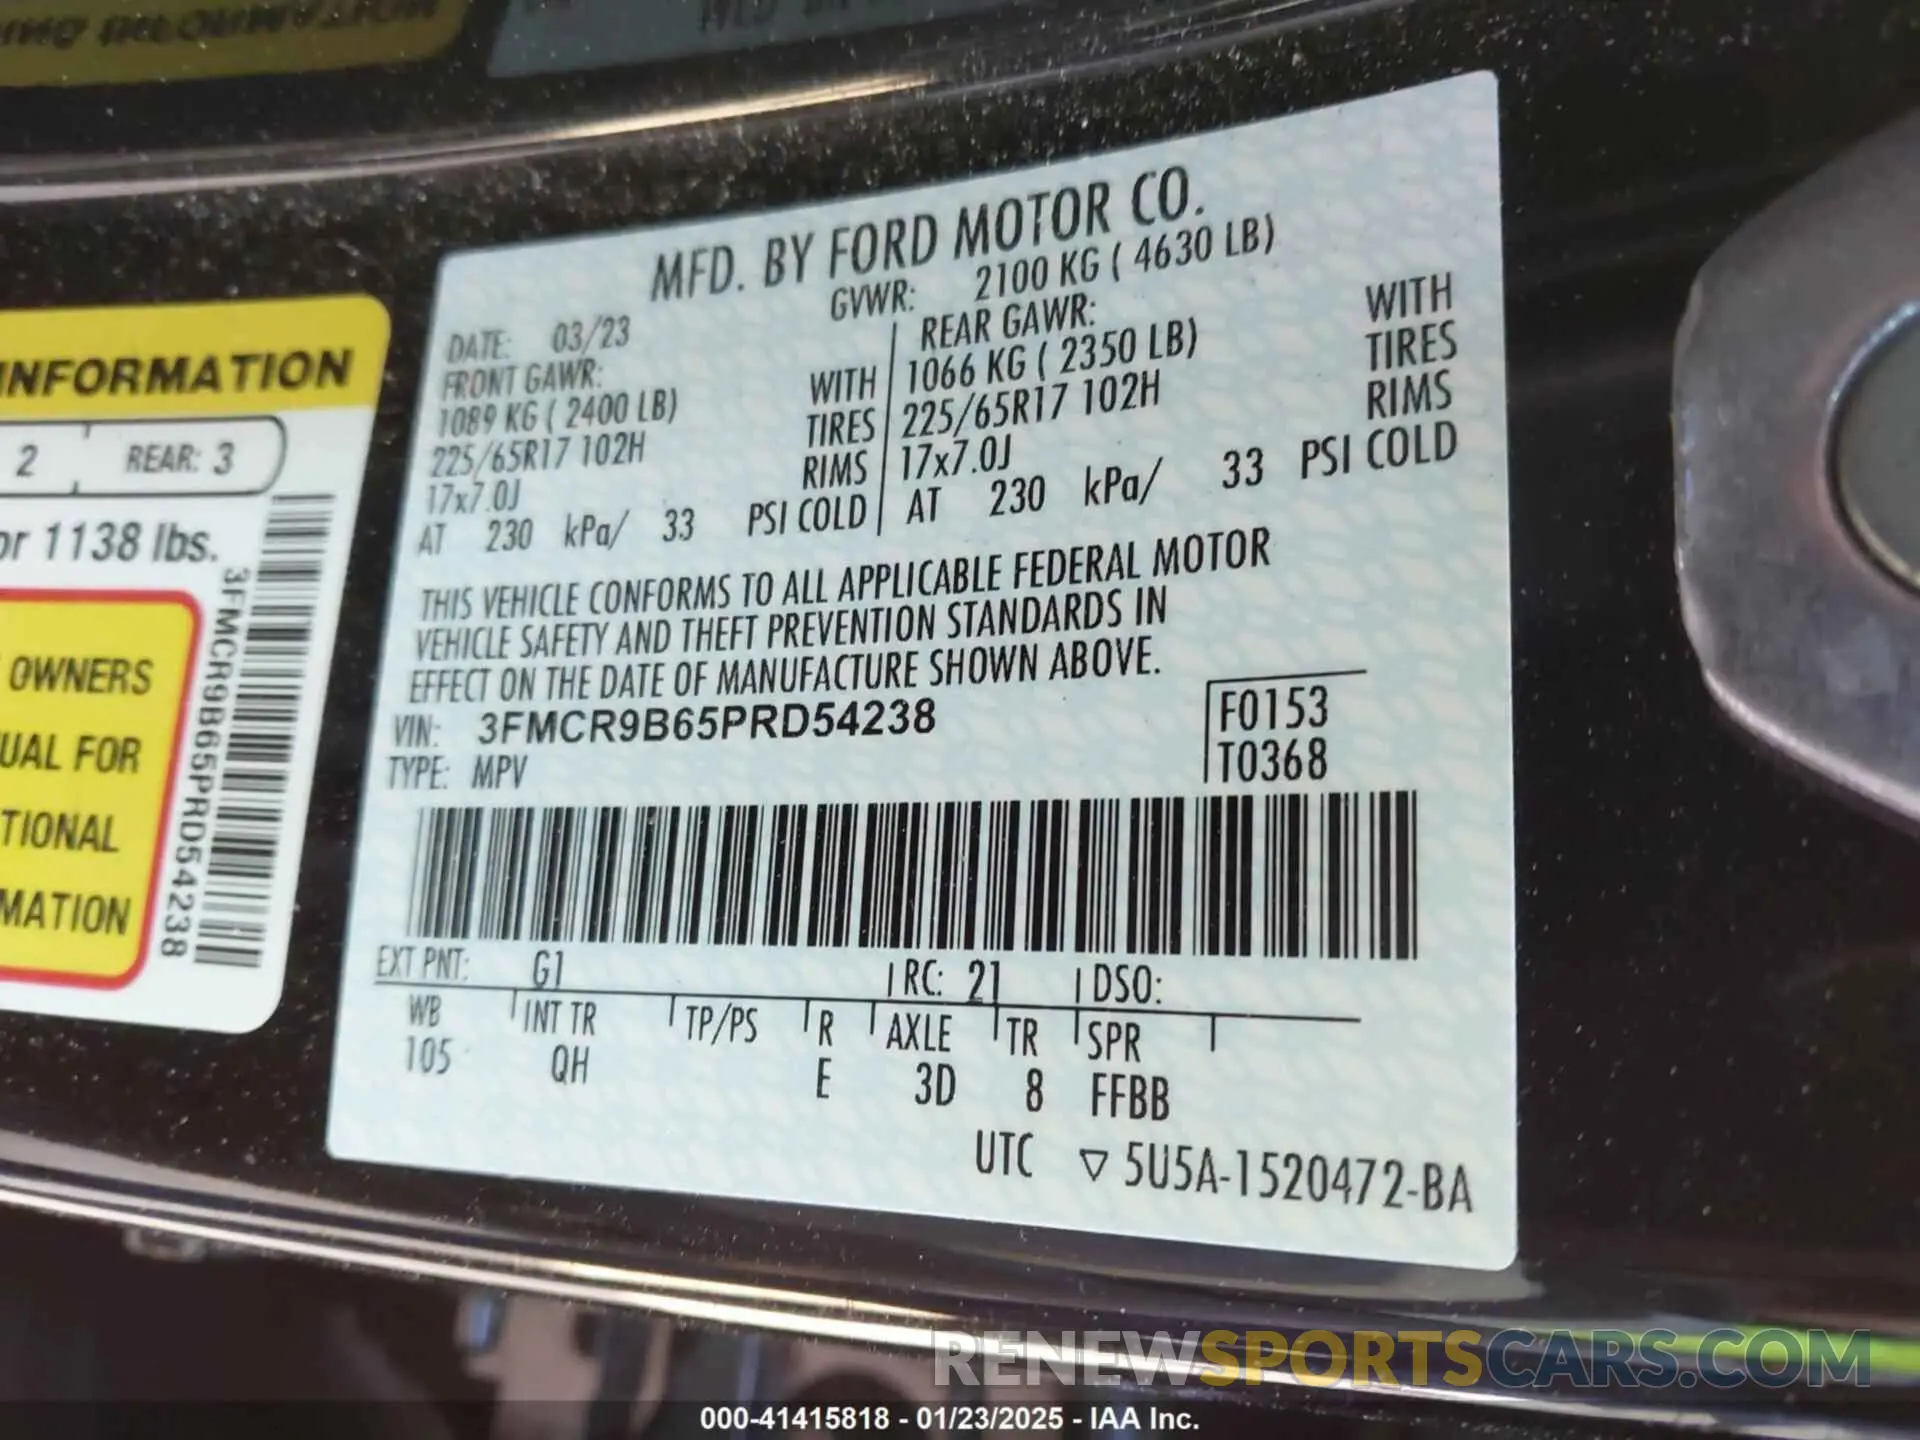 MFD. BY FORD MOTOR CO.
DATE: 03/23
GVWR: 2100 KG ( 4630 LB)
FRONT GAWR:
1089 KG ( 2400 LB) WITH
225/65R17 102H TIRES
17x7.0J RIMS
AT 230 kPa/ 33 PSI COLD
REAR GAWR:
1066 KG ( 2350 LB) WITH
225/65R17 102H TIRES
17x7.0J RIMS
AT 230 kPa/ 33 PSI COLD
THIS VEHICLE CONFORMS TO ALL APPLICABLE FEDERAL MOTOR
VEHICLE SAFETY AND THEFT PREVENTION STANDARDS IN
EFFECT ON THE DATE OF MANUFACTURE SHOWN ABOVE.
VIN: 3FMCR9B65PRD54238
TYPE: MPV
F0153
T0368
EXT PNT: G1 RC: 21 DSO:
WB INT TR TP/PS R AXLE TR SPR
105 QH E 3D 8 FFBB
UTC ▽ 5U5A-1520472-BA
INFORMATION
2 REAR: 3
or 1138 lbs.
OWNERS
UAL FOR
TIONAL
MATION
3FMCR9B65PRD54238
RENEWSPORTSCARS.COM
000-41415818 - 01/23/2025 - IAA Inc.